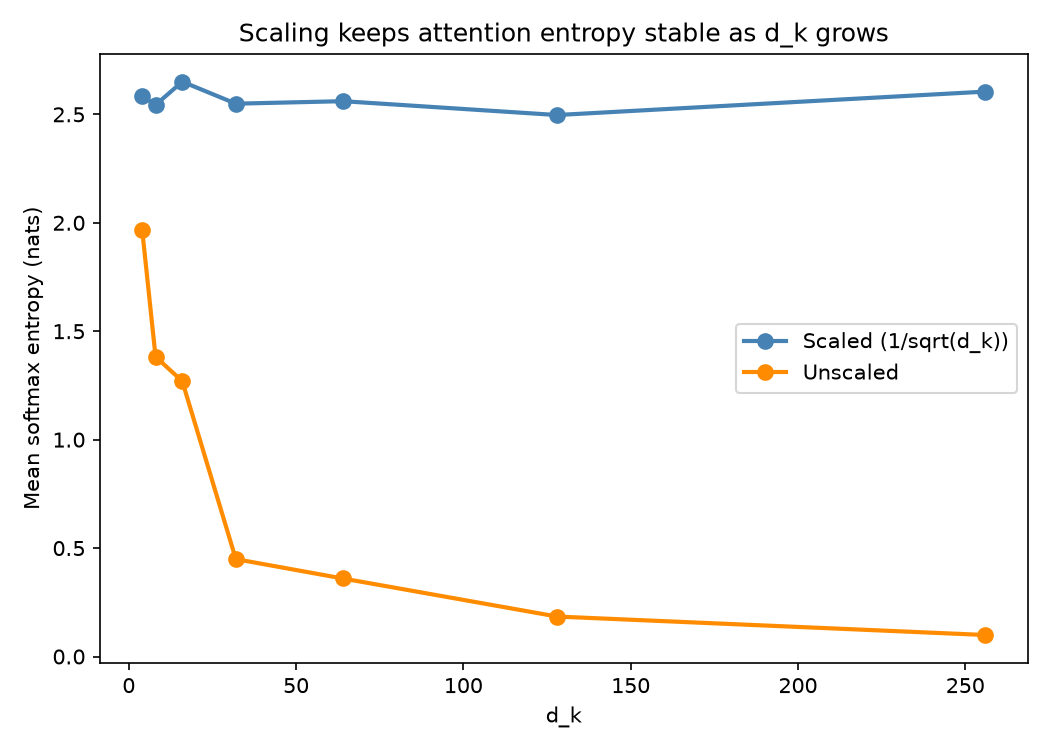 Scaling keeps attention entropy stable as d_k grows
Mean softmax entropy (nats)
2.5
2.0
1.5
1.0
0.5
0.0
Scaled (1/sqrt(d_k))
Unscaled
0
50
100
150
200
250
d_k